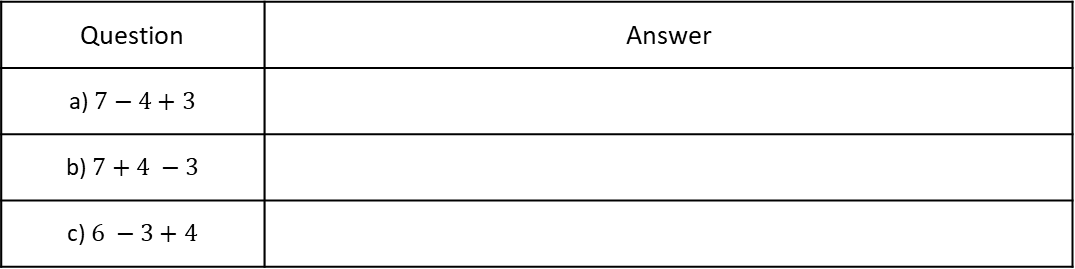 Question Answer
a) 7 − 4 + 3
b) 7 + 4 − 3
c) 6 − 3 + 4